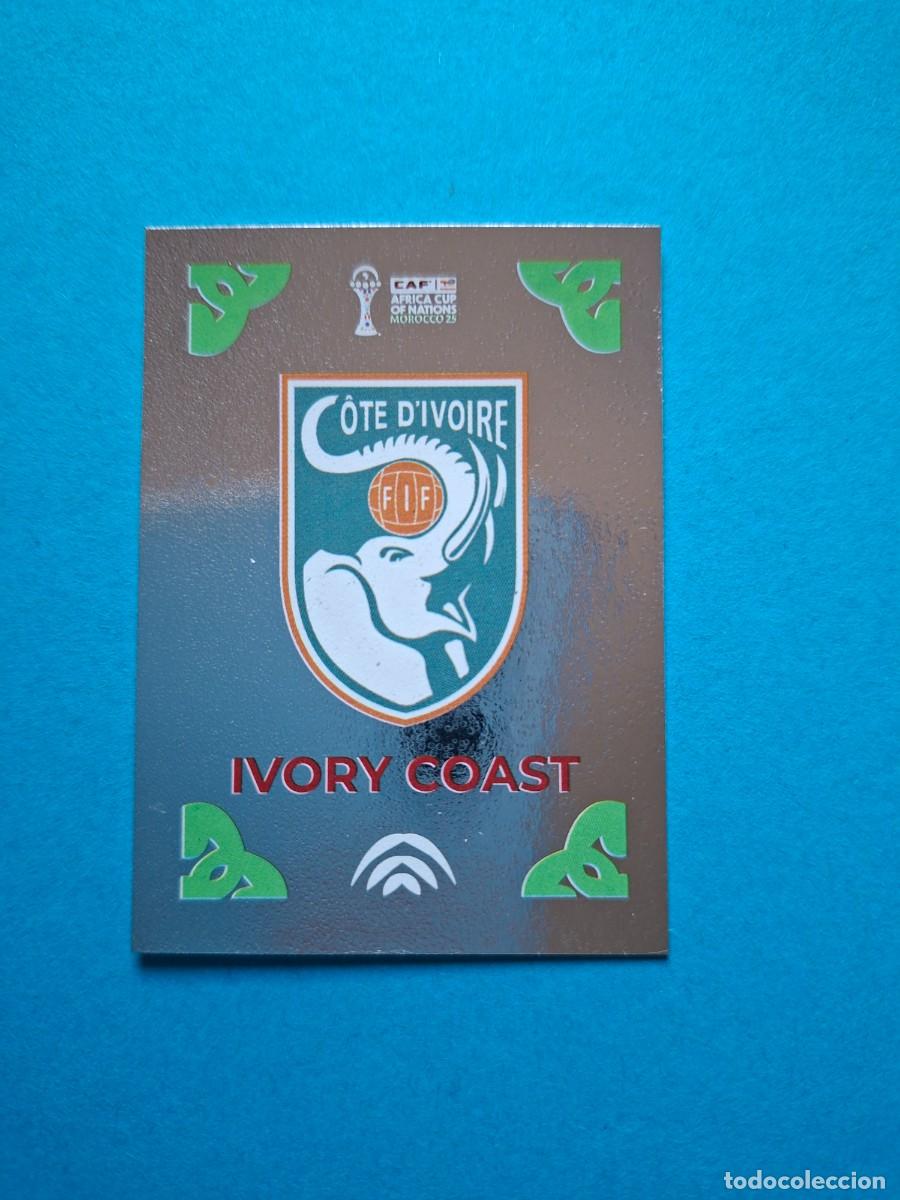 CAF
AFRICA CUP
OF NATIONS
MOROCCO 25
CÔTE D'IVOIRE
FIF
IVORY COAST
todocoleccion